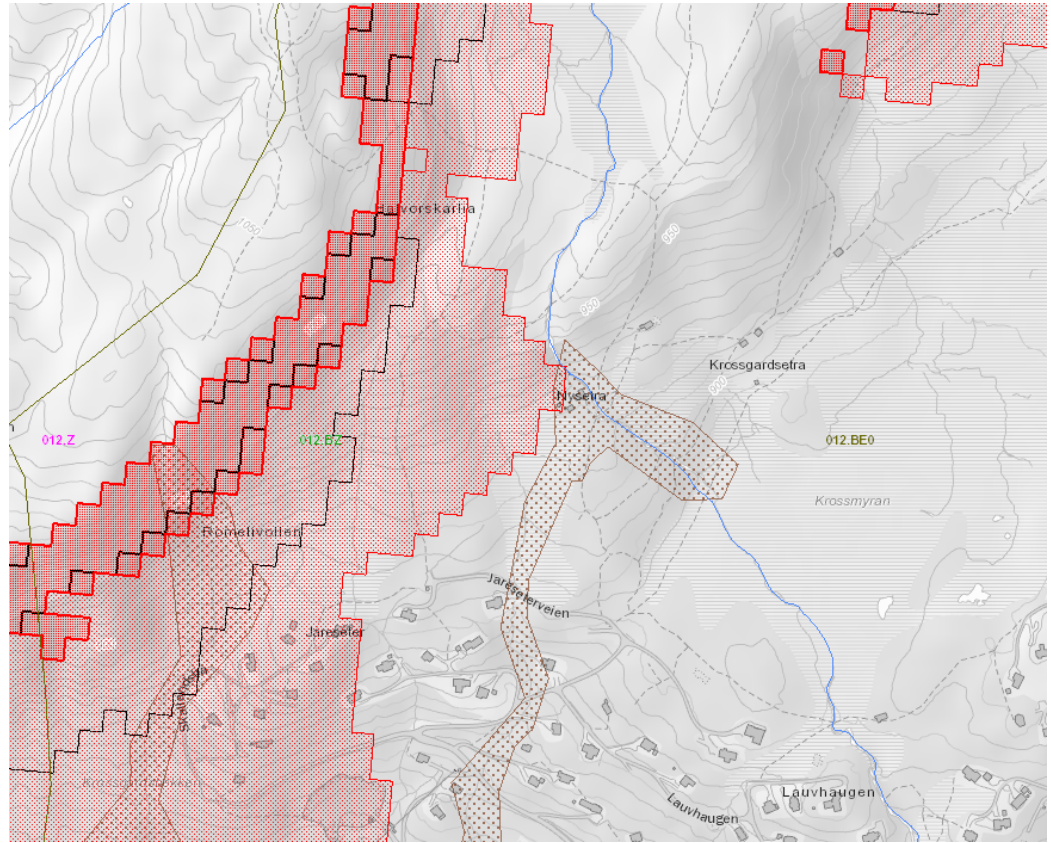 Halvorskarlia
1050
950
950
Krossgardsetra
Nysetra
900
012.Z
012.BZ
012.BE0
Krossmyran
Romelivollen
Jareseterveien
Jareseter
Lauvhaugen
Lauvhaugen